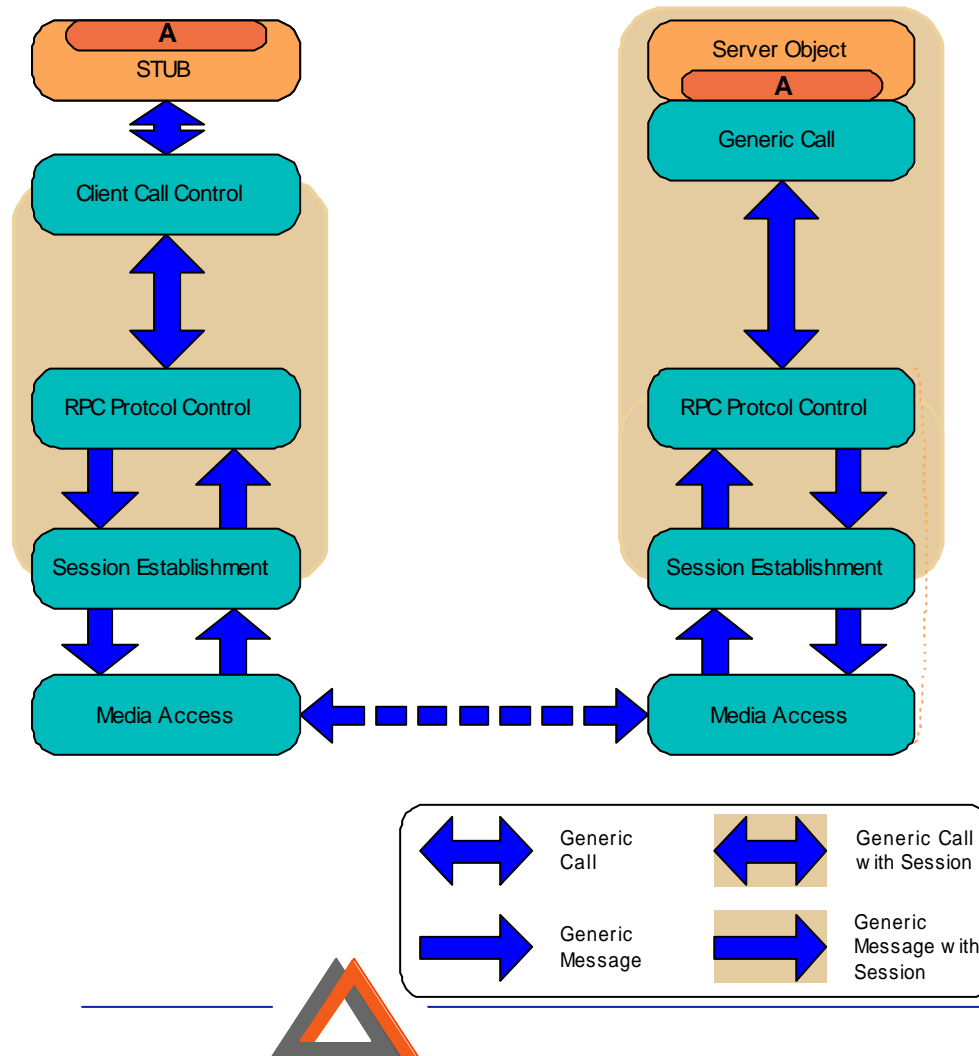 A
STUB
Client Call Control
RPC Protcol Control
Session Establishment
Media Access
Server Object
A
Generic Call
RPC Protcol Control
Session Establishment
Media Access
Generic
Call
Generic Call
with Session
Generic
Message
Generic
Message with
Session